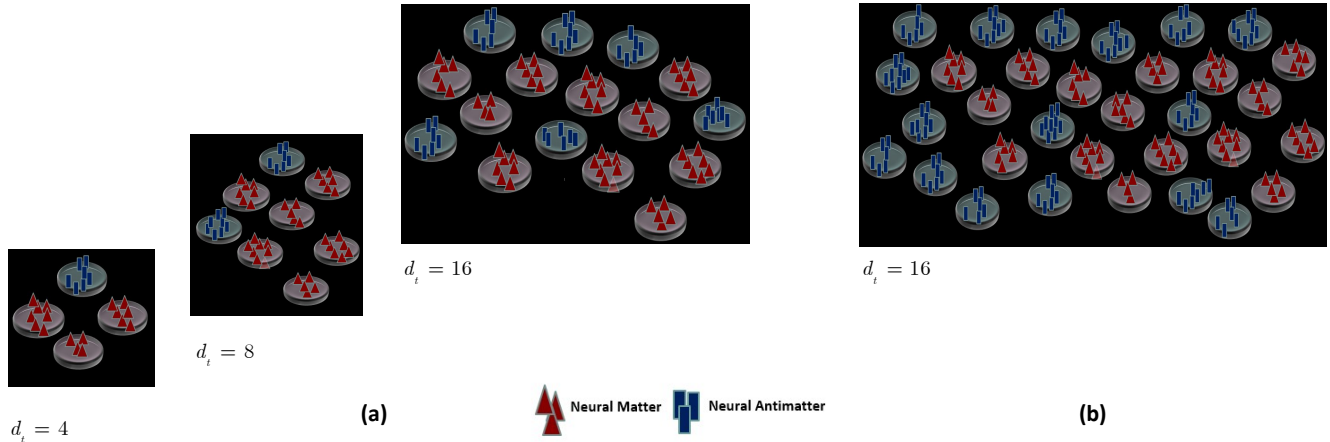 d_t = 4
d_t = 8
d_t = 16
d_t = 16
(a)
Neural Matter
Neural Antimatter
(b)